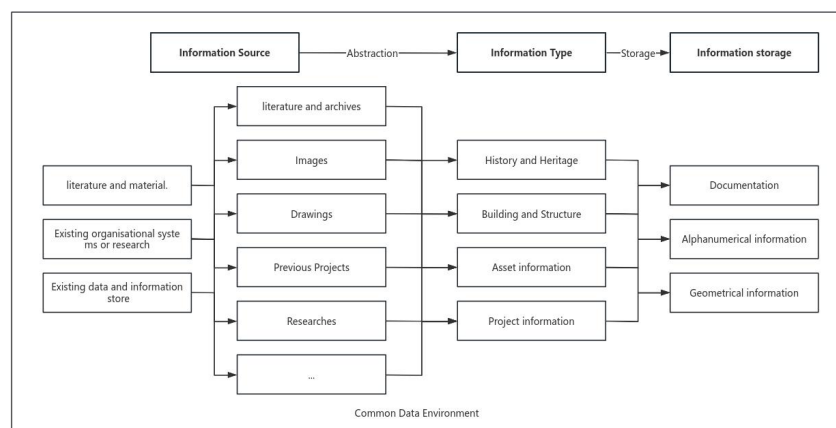 Information Source
Abstraction
Information Type
Storage
Information storage
literature and archives
Images
History and Heritage
literature and material.
Documentation
Drawings
Building and Structure
Existing organisational syste
ms or research
Alphanumerical information
Previous Projects
Asset information
Existing data and information
store
Geometrical information
Researches
Project information
...
Common Data Environment